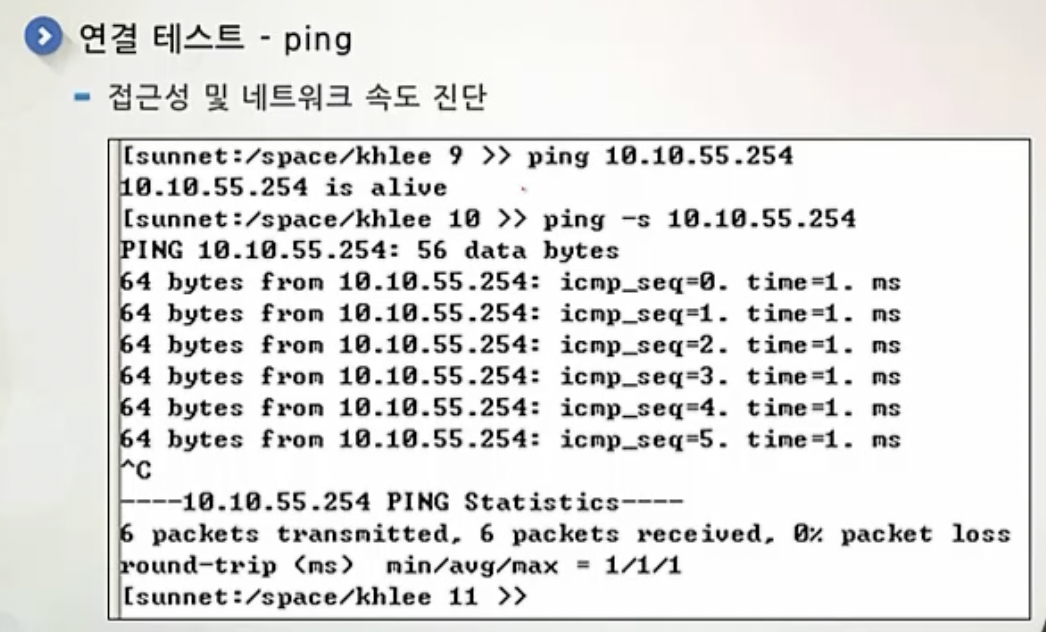 연결 테스트 - ping
- 접근성 및 네트워크 속도 진단
[sunnet:/space/khlee 9 >> ping 10.10.55.254
10.10.55.254 is alive
[sunnet:/space/khlee 10 >> ping -s 10.10.55.254
PING 10.10.55.254: 56 data bytes
64 bytes from 10.10.55.254: icmp_seq=0. time=1. ms
64 bytes from 10.10.55.254: icmp_seq=1. time=1. ms
64 bytes from 10.10.55.254: icmp_seq=2. time=1. ms
64 bytes from 10.10.55.254: icmp_seq=3. time=1. ms
64 bytes from 10.10.55.254: icmp_seq=4. time=1. ms
64 bytes from 10.10.55.254: icmp_seq=5. time=1. ms
^C
----10.10.55.254 PING Statistics----
6 packets transmitted, 6 packets received, 0% packet loss
round-trip (ms)  min/avg/max = 1/1/1
[sunnet:/space/khlee 11 >>